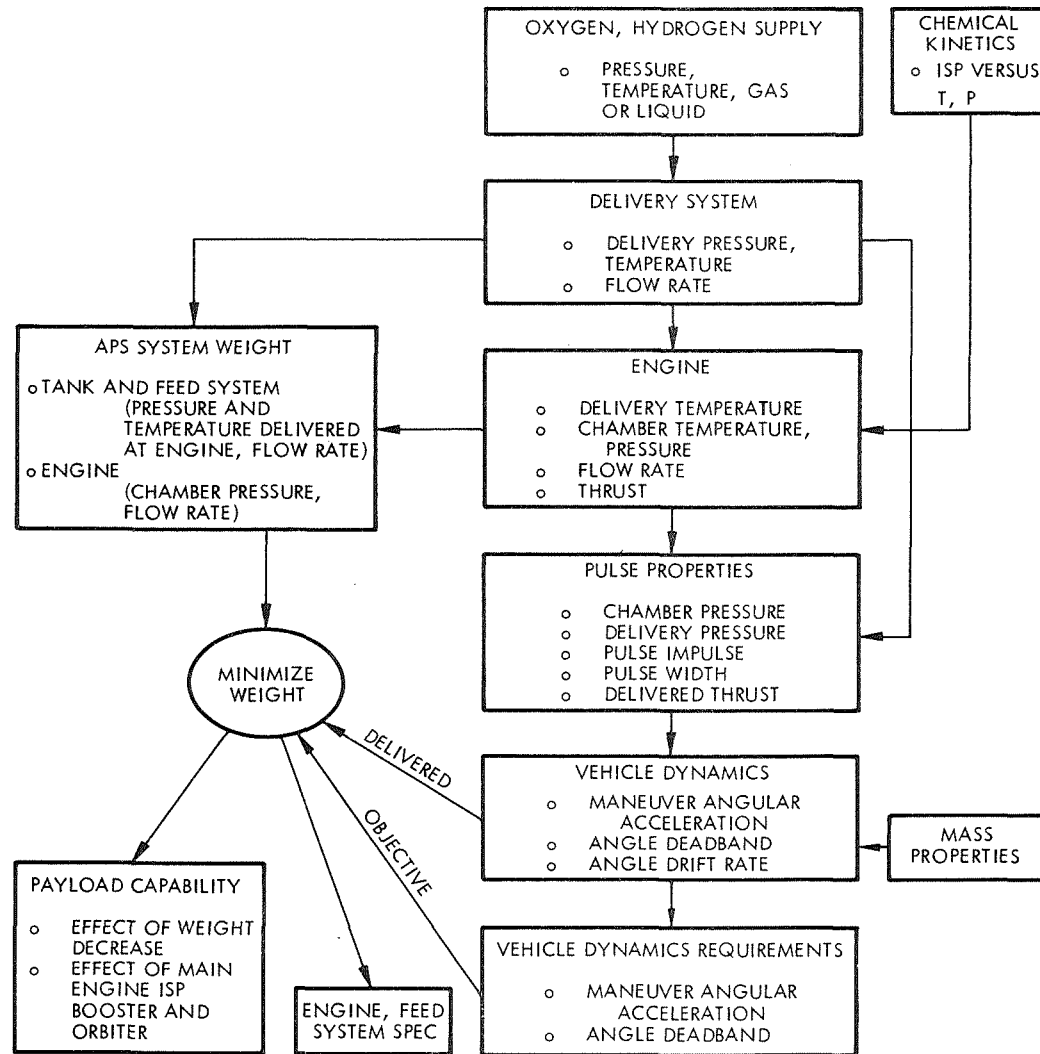 OXYGEN, HYDROGEN SUPPLY
o PRESSURE,
TEMPERATURE, GAS
OR LIQUID
CHEMICAL
KINETICS
o ISP VERSUS
T, P
DELIVERY SYSTEM
o DELIVERY PRESSURE,
TEMPERATURE
o FLOW RATE
APS SYSTEM WEIGHT
o TANK AND FEED SYSTEM
(PRESSURE AND
TEMPERATURE DELIVERED
AT ENGINE, FLOW RATE)
o ENGINE
(CHAMBER PRESSURE,
FLOW RATE)
ENGINE
o DELIVERY TEMPERATURE
o CHAMBER TEMPERATURE,
PRESSURE
o FLOW RATE
o THRUST
PULSE PROPERTIES
o CHAMBER PRESSURE
o DELIVERY PRESSURE
o PULSE IMPULSE
o PULSE WIDTH
o DELIVERED THRUST
MINIMIZE
WEIGHT
DELIVERED
OBJECTIVE
VEHICLE DYNAMICS
o MANEUVER ANGULAR
ACCELERATION
o ANGLE DEADBAND
o ANGLE DRIFT RATE
MASS
PROPERTIES
PAYLOAD CAPABILITY
o EFFECT OF WEIGHT
DECREASE
o EFFECT OF MAIN
ENGINE ISP
BOOSTER AND
ORBITER
ENGINE, FEED
SYSTEM SPEC
VEHICLE DYNAMICS REQUIREMENTS
o MANEUVER ANGULAR
ACCELERATION
o ANGLE DEADBAND